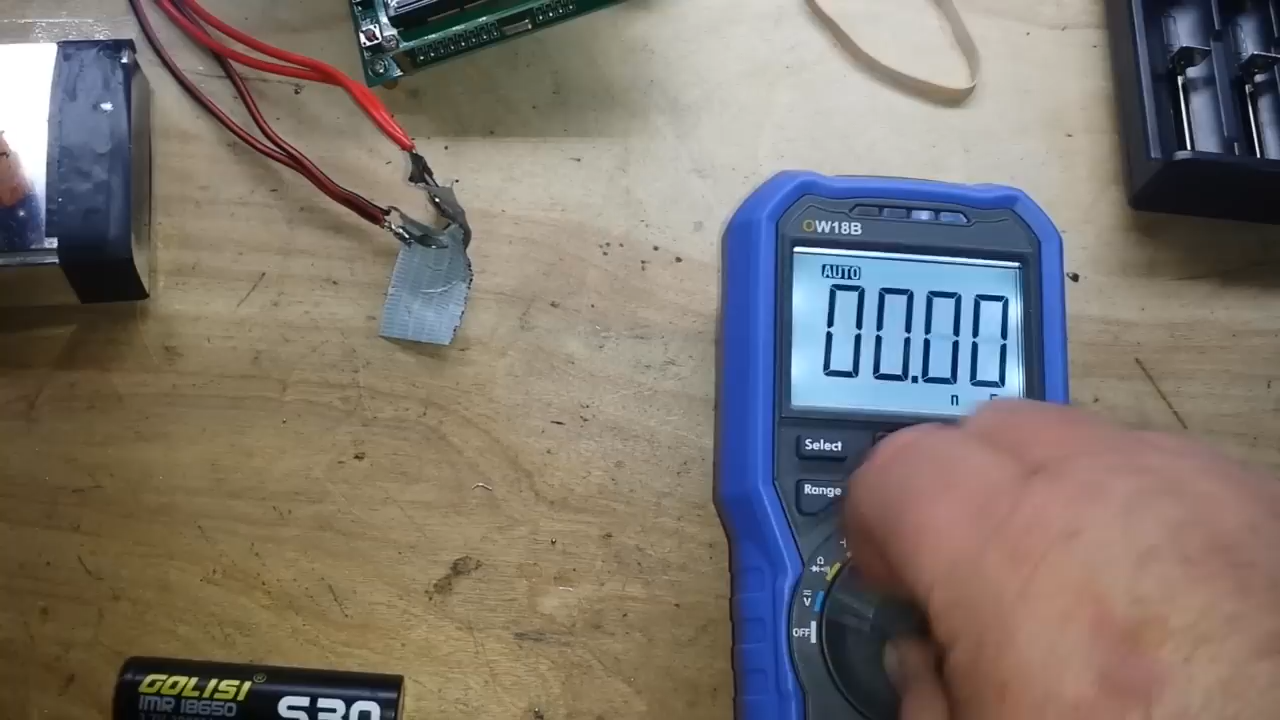 OW18B
AUTO
00.00
n
Select
Range
Ω
V
OFF
GOLISI®
IMR 18650
S30